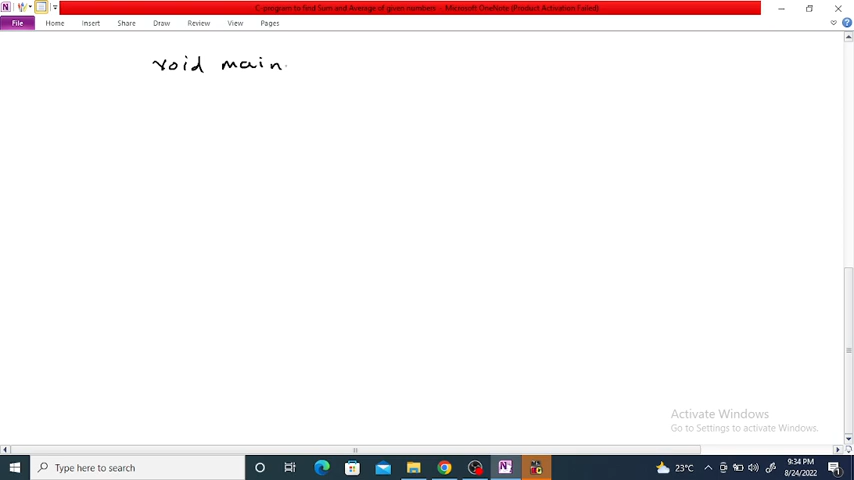 C-program to find Sum and Average of given numbers - Microsoft OneNote (Product Activation Failed)
File Home Insert Share Draw Review View Pages
void main
Activate Windows
Go to Settings to activate Windows.
Type here to search
23°C
9:34 PM
8/24/2022